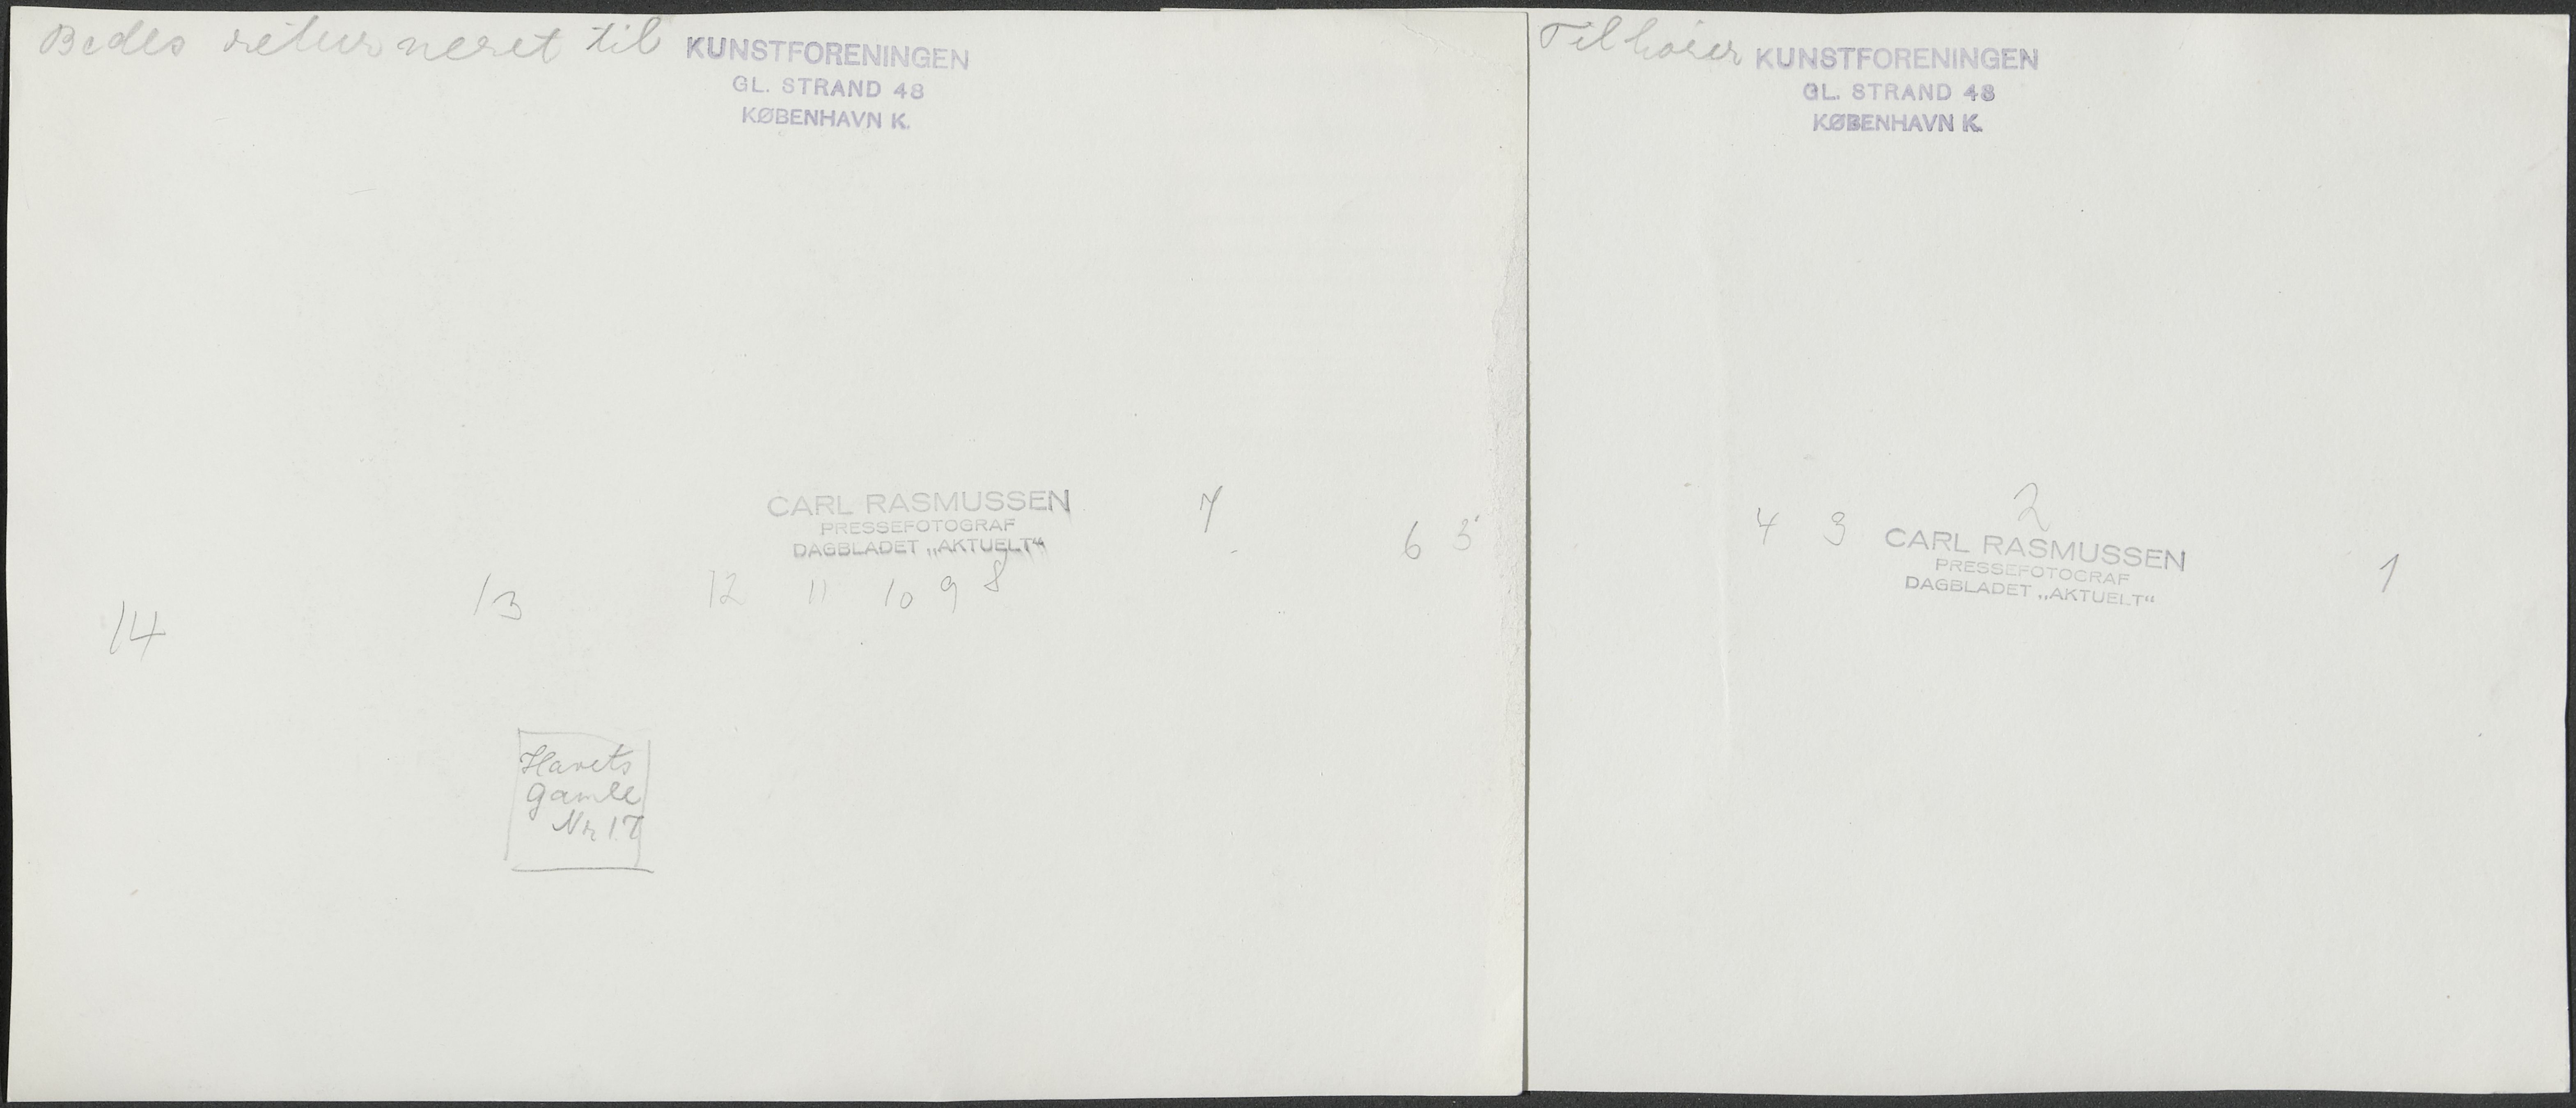 Bedes returneret til KUNSTFORENINGEN
GL. STRAND 48
KØBENHAVN K.
CARL RASMUSSEN
PRESSEFOTOGRAF
DAGBLADET „AKTUELT“
7
6 5
14 13 12 11 10 9 8
Havets
Gamle
Nr 17
Tilhører KUNSTFORENINGEN
GL. STRAND 48
KØBENHAVN K.
4 3 2 1
CARL RASMUSSEN
PRESSEFOTOGRAF
DAGBLADET „AKTUELT“